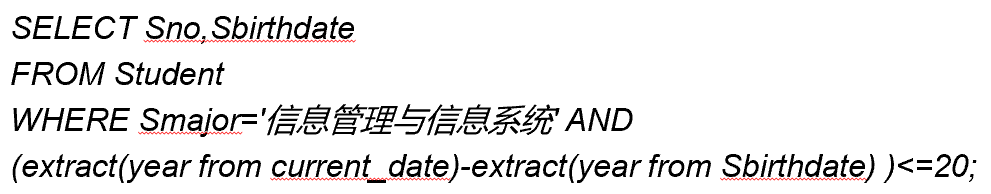 SELECT Sno,Sbirthdate
FROM Student
WHERE Smajor='信息管理与信息系统' AND
(extract(year from current_date)-extract(year from Sbirthdate) )<=20;